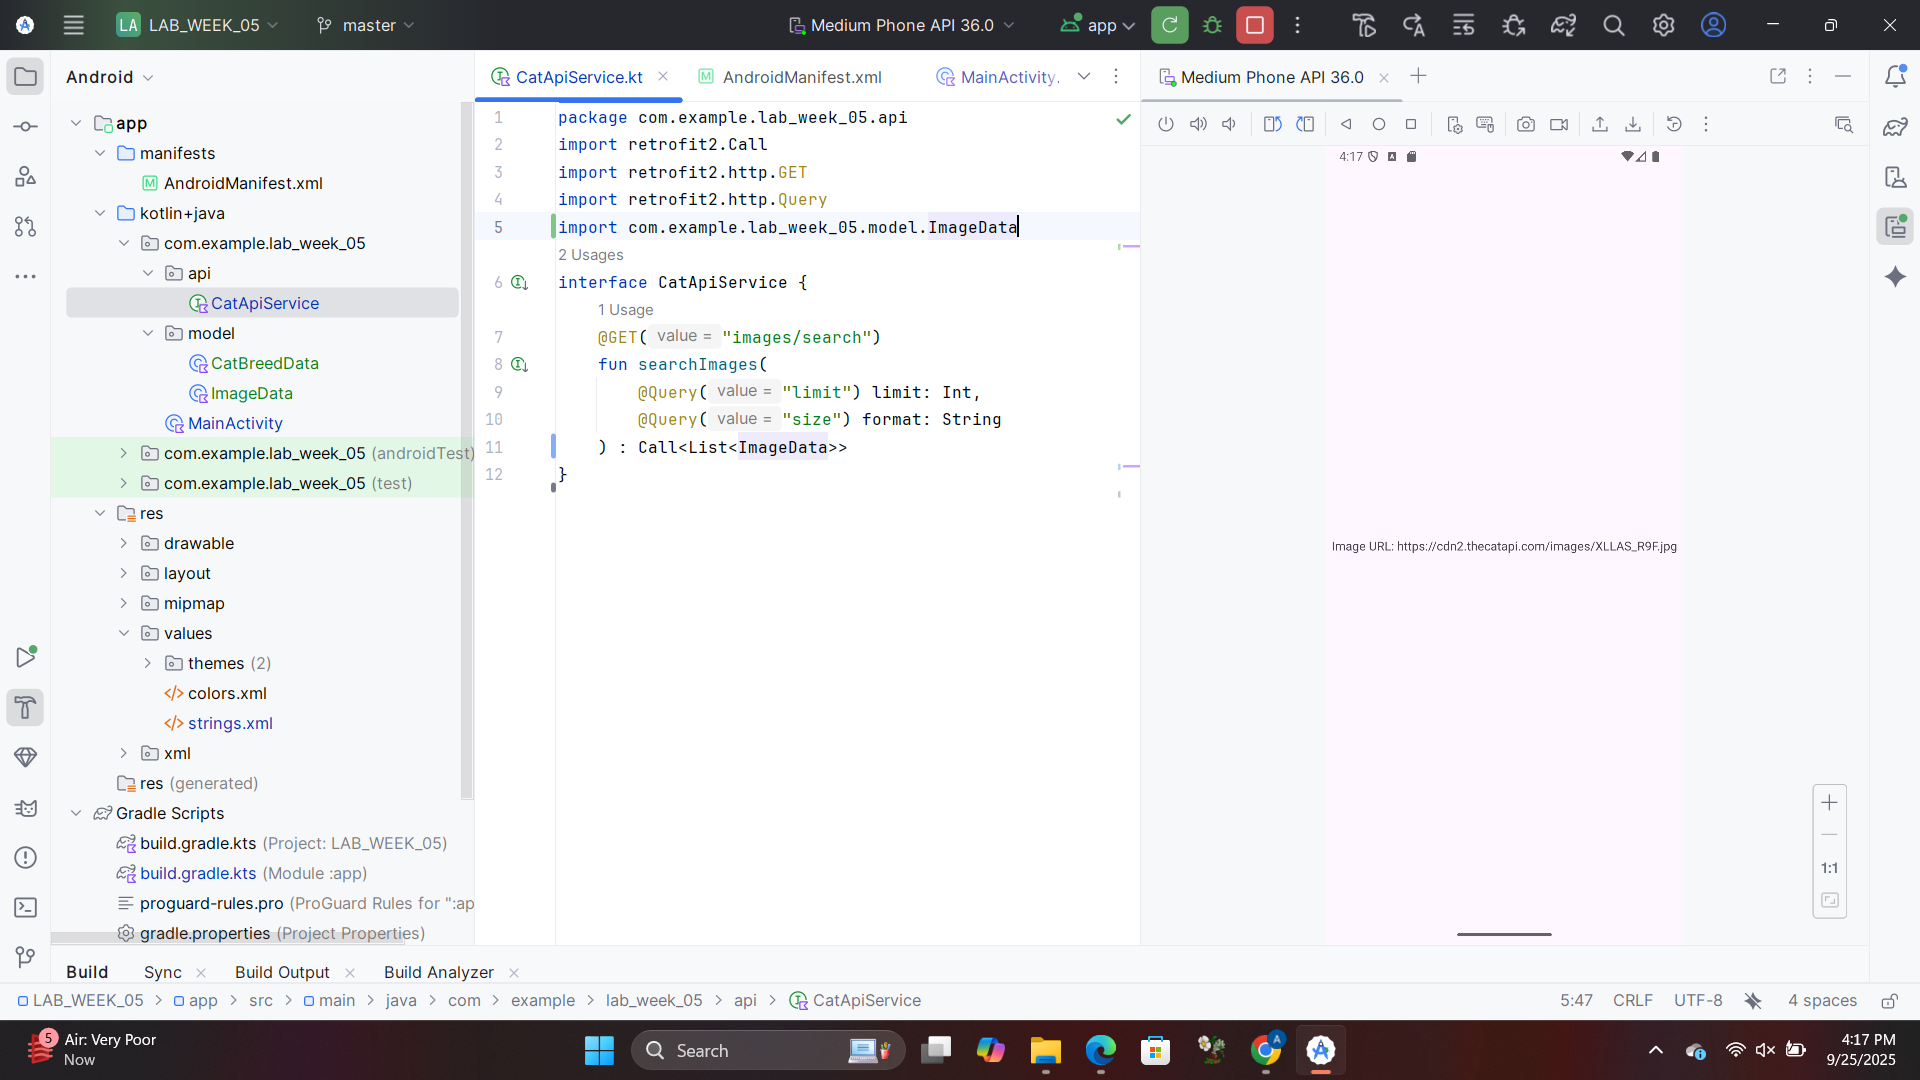 LA LAB_WEEK_05 master Medium Phone API 36.0 app
Android
app
manifests
AndroidManifest.xml
kotlin+java
com.example.lab_week_05
api
CatApiService
model
CatBreedData
ImageData
MainActivity
com.example.lab_week_05 (androidTest)
com.example.lab_week_05 (test)
res
drawable
layout
mipmap
values
themes (2)
colors.xml
strings.xml
xml
res (generated)
Gradle Scripts
build.gradle.kts (Project: LAB_WEEK_05)
build.gradle.kts (Module :app)
proguard-rules.pro (ProGuard Rules for ":ap
gradle.properties (Project Properties)
CatApiService.kt AndroidManifest.xml MainActivity.
1 package com.example.lab_week_05.api
2 import retrofit2.Call
3 import retrofit2.http.GET
4 import retrofit2.http.Query
5 import com.example.lab_week_05.model.ImageData
2 Usages
6 interface CatApiService {
1 Usage
7 @GET( value = "images/search")
8 fun searchImages(
9 @Query( value = "limit") limit: Int,
10 @Query( value = "size") format: String
11 ) : Call<List<ImageData>>
12 }
Medium Phone API 36.0
4:17
Image URL: https://cdn2.thecatapi.com/images/XLLAS_R9F.jpg
1:1
Build Sync Build Output Build Analyzer
LAB_WEEK_05 > app > src > main > java > com > example > lab_week_05 > api > CatApiService
5:47 CRLF UTF-8 4 spaces
5 Air: Very Poor
Now
Search
A
4:17 PM
9/25/2025